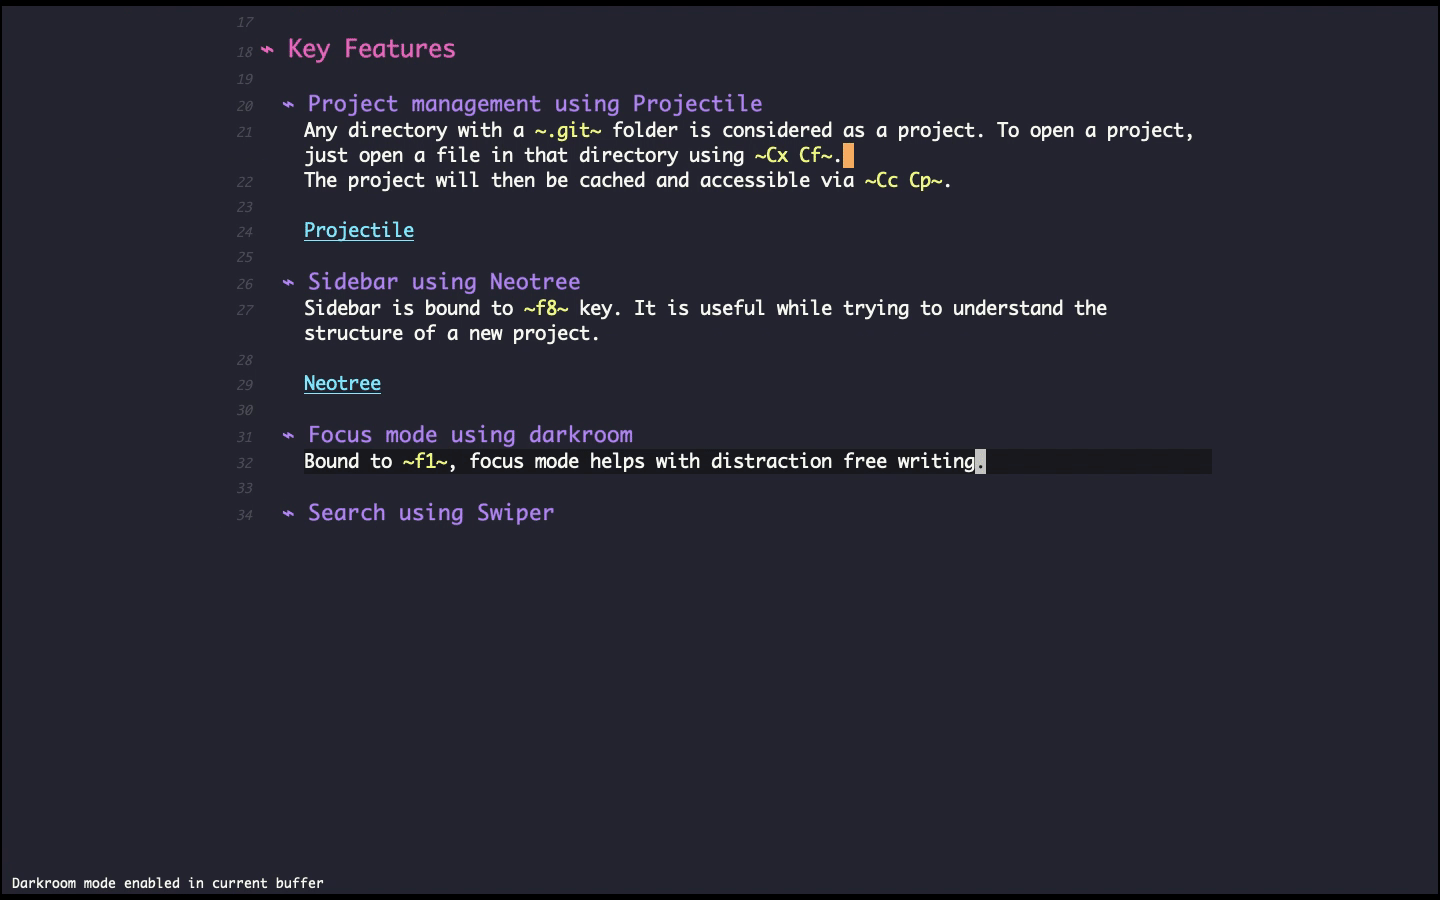 17
18 Key Features
19
20 Project management using Projectile
21 Any directory with a ~.git~ folder is considered as a project. To open a project,
just open a file in that directory using ~Cx Cf~.
22 The project will then be cached and accessible via ~Cc Cp~.
23
24 Projectile
25
26 Sidebar using Neotree
27 Sidebar is bound to ~f8~ key. It is useful while trying to understand the
structure of a new project.
28
29 Neotree
30
31 Focus mode using darkroom
32 Bound to ~f1~, focus mode helps with distraction free writing.
33
34 Search using Swiper
Darkroom mode enabled in current buffer